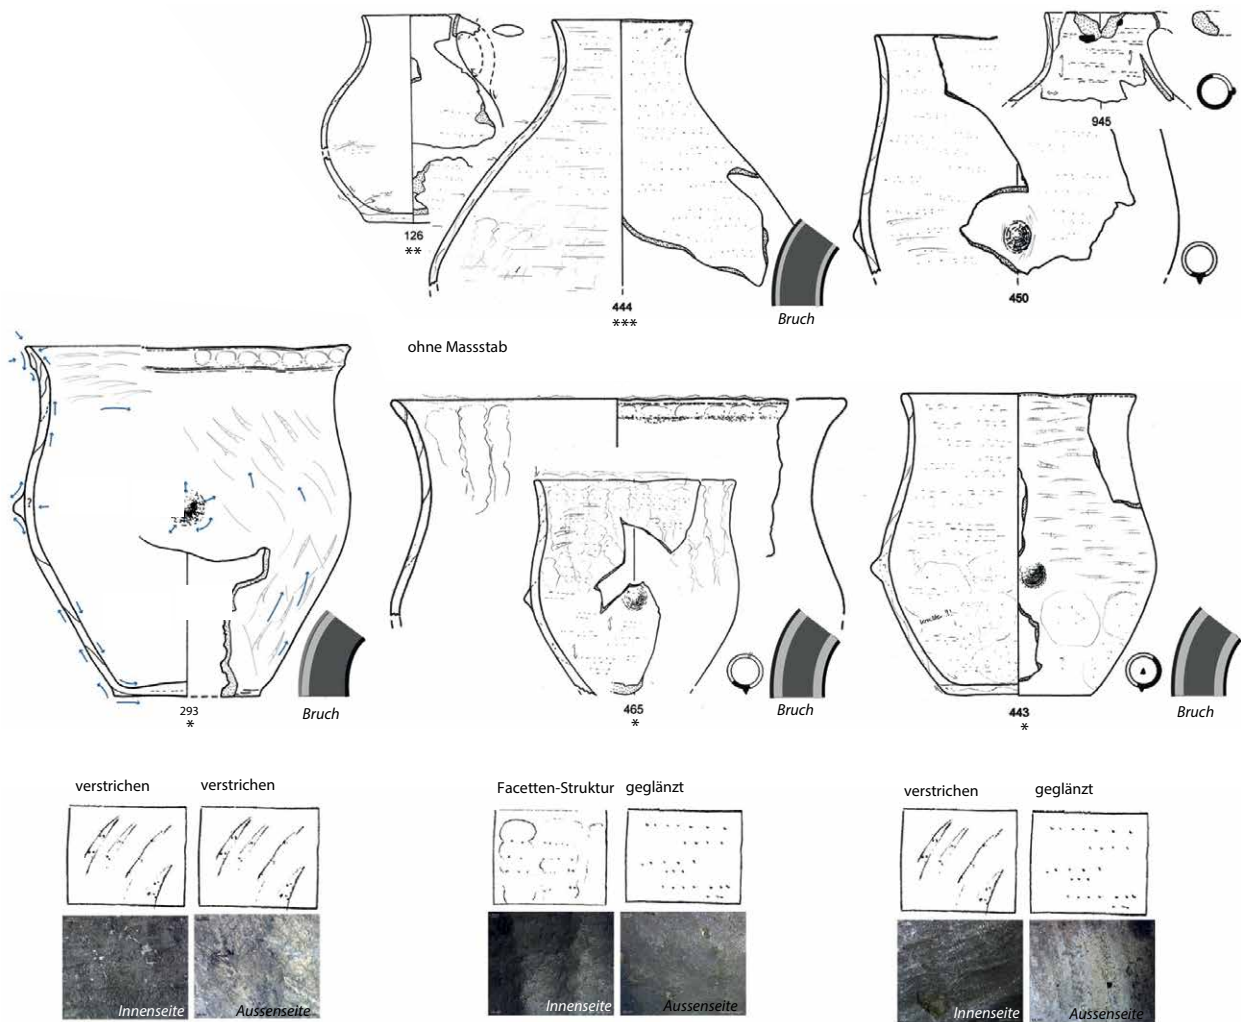 945
126
**
444
***
Bruch
450
ohne Massstab
?
293
*
Bruch
465
*
Bruch
443
*
Bruch
verstrichen
verstrichen
Facetten-Struktur
geglänzt
verstrichen
geglänzt
Innenseite
Aussenseite
Innenseite
Aussenseite
Innenseite
Aussenseite